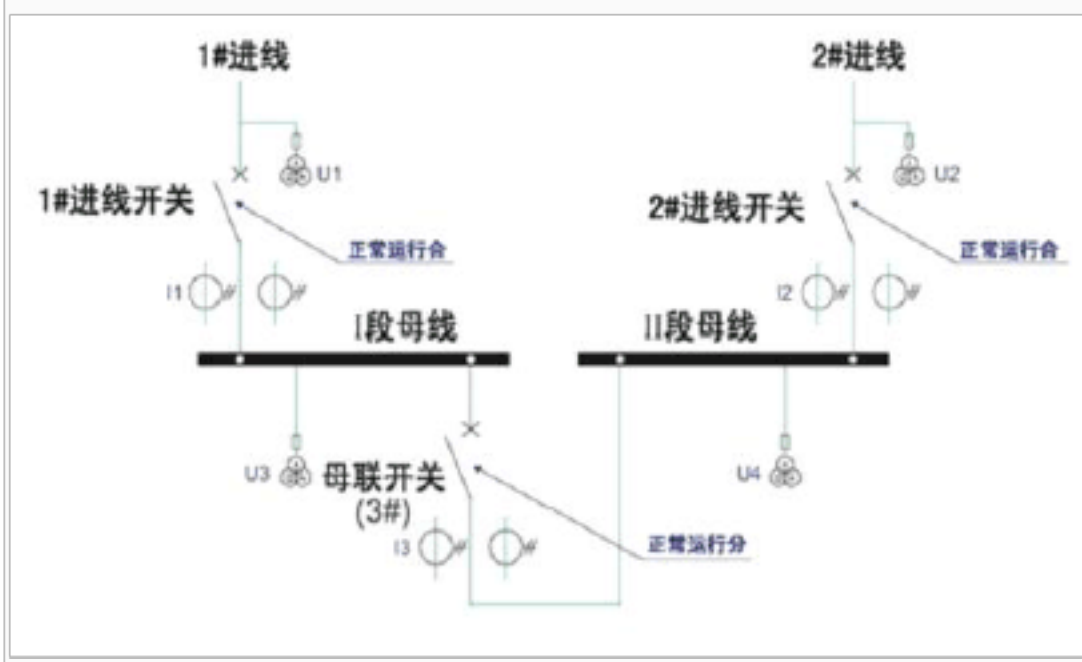 1#进线
2#进线
U1
U2
1#进线开关
2#进线开关
正常运行合
正常运行合
I1
I2
I段母线
II段母线
U3
母联开关
(3#)
U4
I3
正常运行分